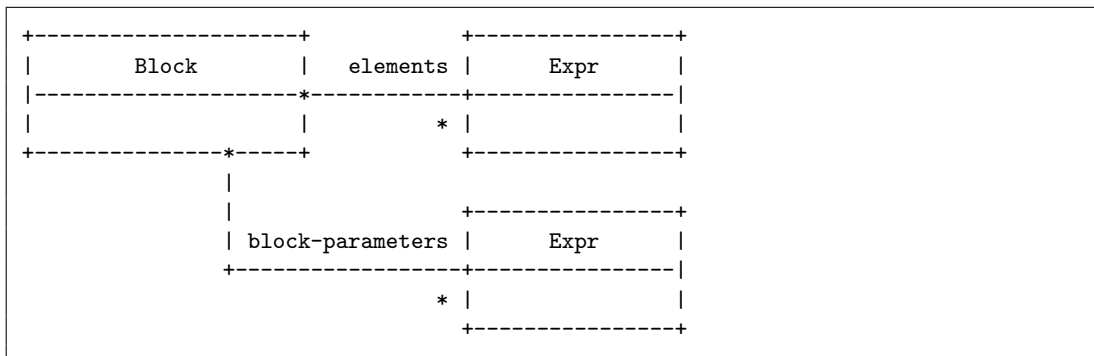 +---------------------+             +----------------+
|        Block        |   elements |      Expr      |
|---------------------*-------------+----------------|
|                     |           * |                |
+----------------*-----+            +----------------+
                 |
                 |                  +----------------+
                 | block-parameters |      Expr      |
                 +------------------+----------------|
                                  * |                |
                                    +----------------+